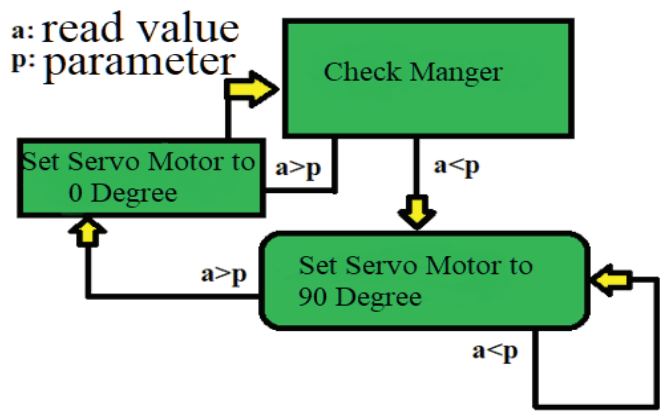 a: read value
p: parameter
Check Manger
Set Servo Motor to
0 Degree
a>p
a<p
Set Servo Motor to
90 Degree
a>p
a<p